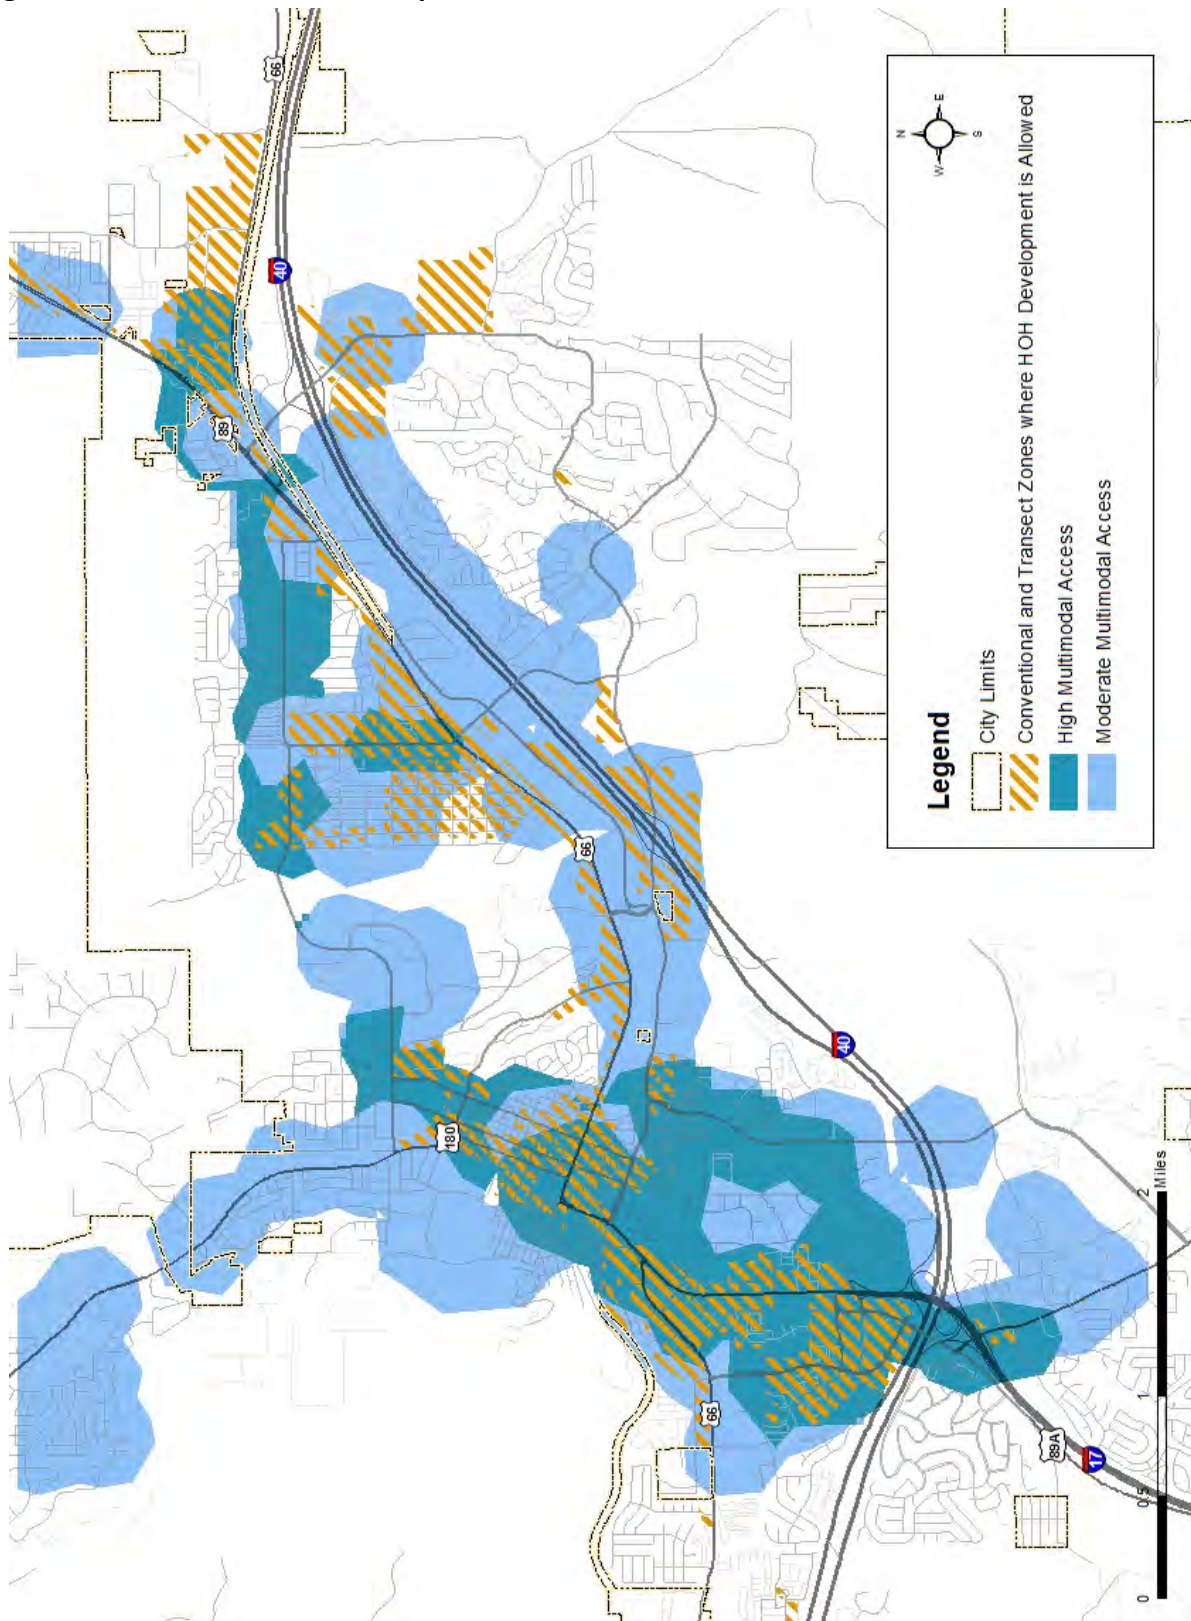 66
40
89
66
180
40
66
89A
17
N
W
E
S
Legend
City Limits
Conventional and Transect Zones where HOH Development is Allowed
High Multimodal Access
Moderate Multimodal Access
0
0.5
1
2
Miles